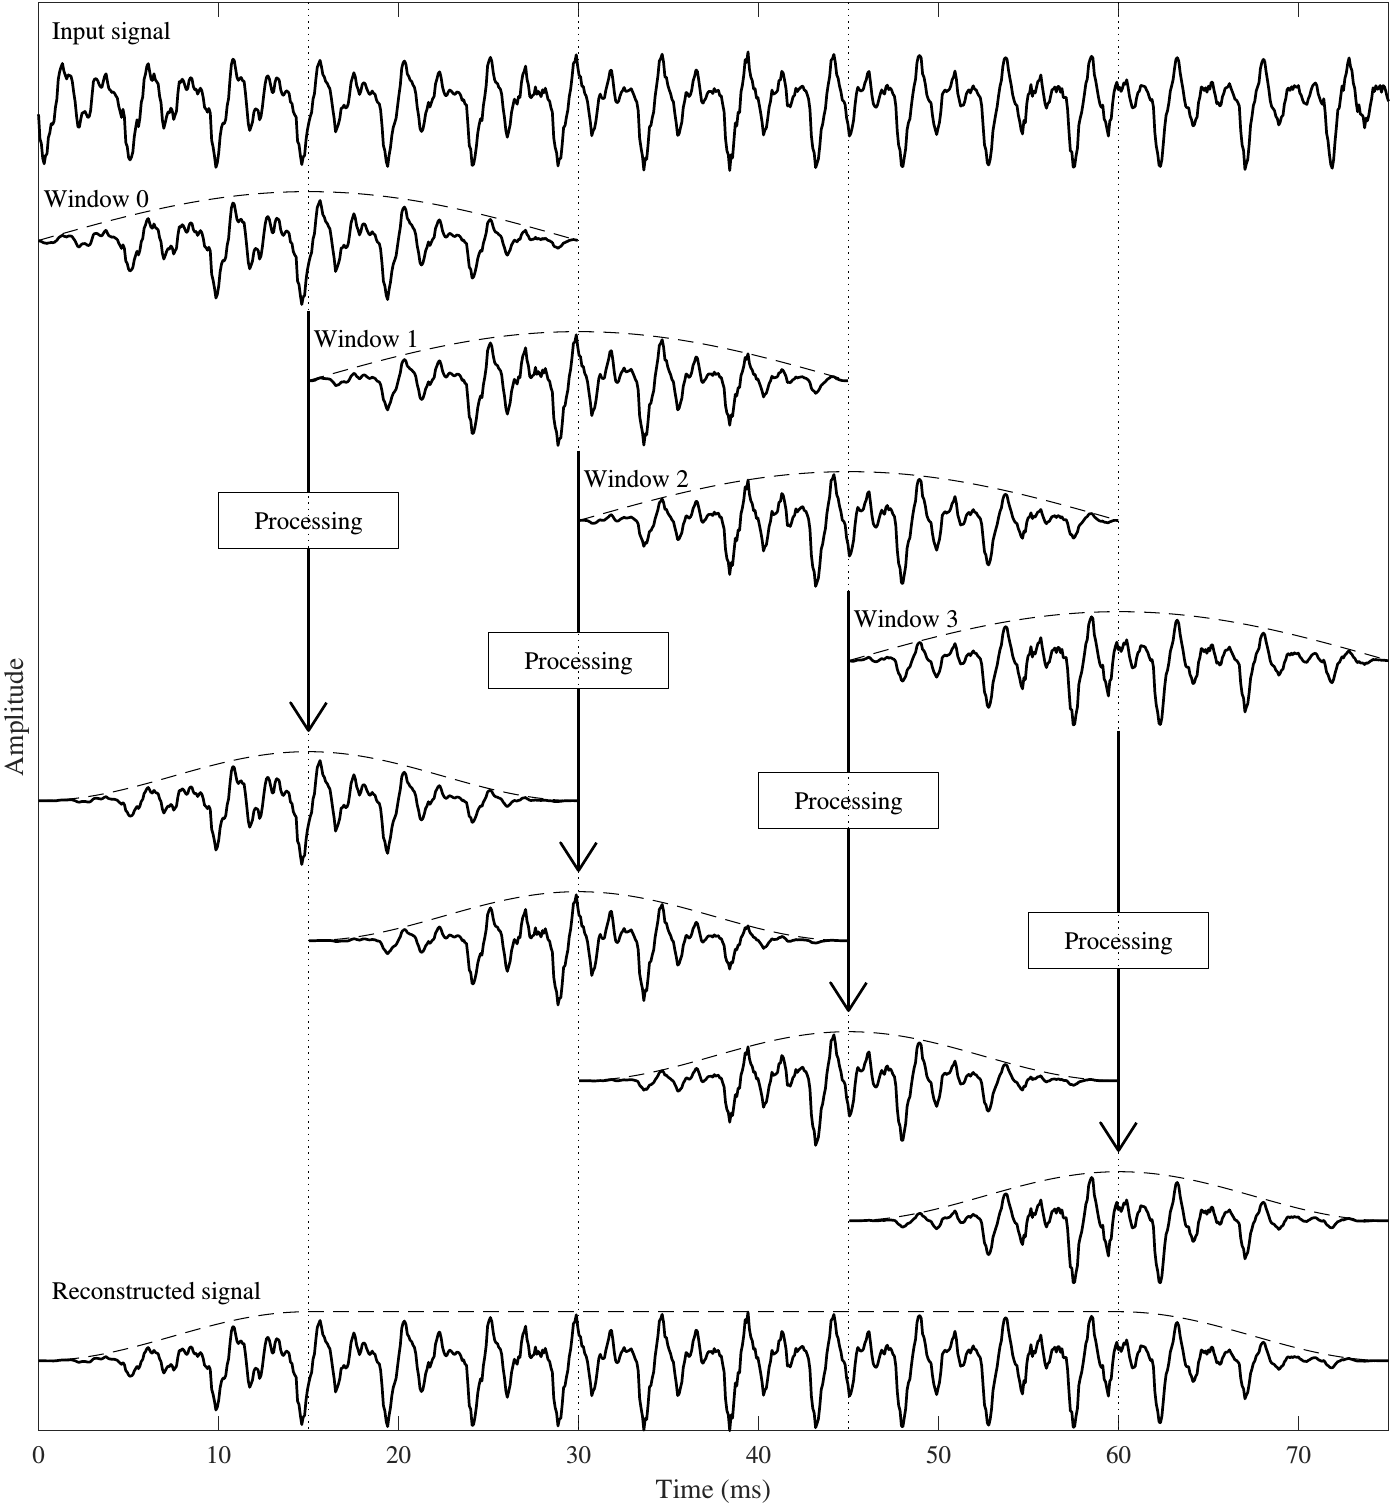 Input signal
Window 0
Window 1
Window 2
Processing
Window 3
Processing
Amplitude
Processing
Processing
Reconstructed signal
0 10 20 30 40 50 60 70
Time (ms)